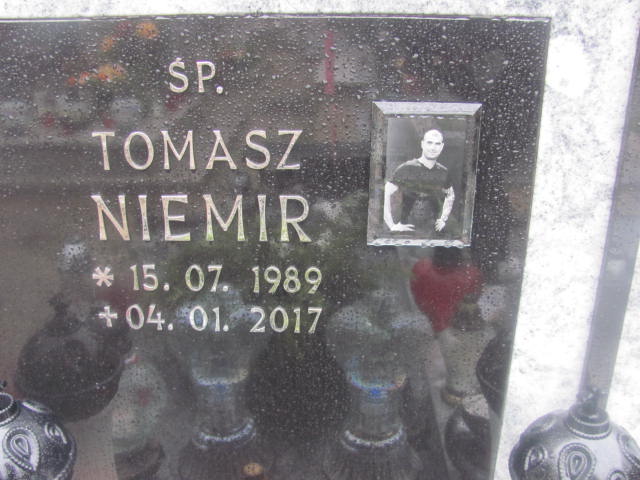 ŚP.
TOMASZ
NIEMIR
* 15. 07. 1989
+ 04. 01. 2017